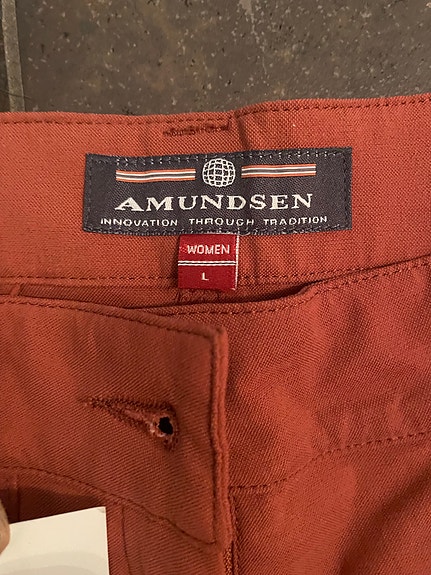 AMUNDSEN
INNOVATION THROUGH TRADITION
WOMEN
L